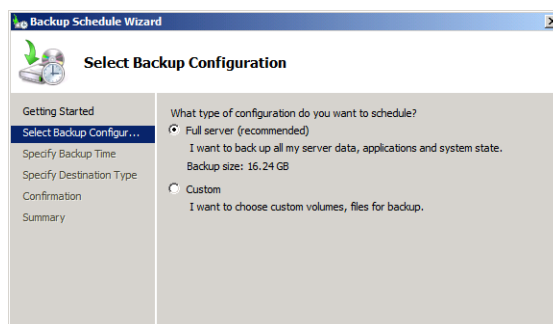 Backup Schedule Wizard
Select Backup Configuration
Getting Started
Select Backup Configur...
Specify Backup Time
Specify Destination Type
Confirmation
Summary
What type of configuration do you want to schedule?
Full server (recommended)
I want to back up all my server data, applications and system state.
Backup size: 16.24 GB
Custom
I want to choose custom volumes, files for backup.